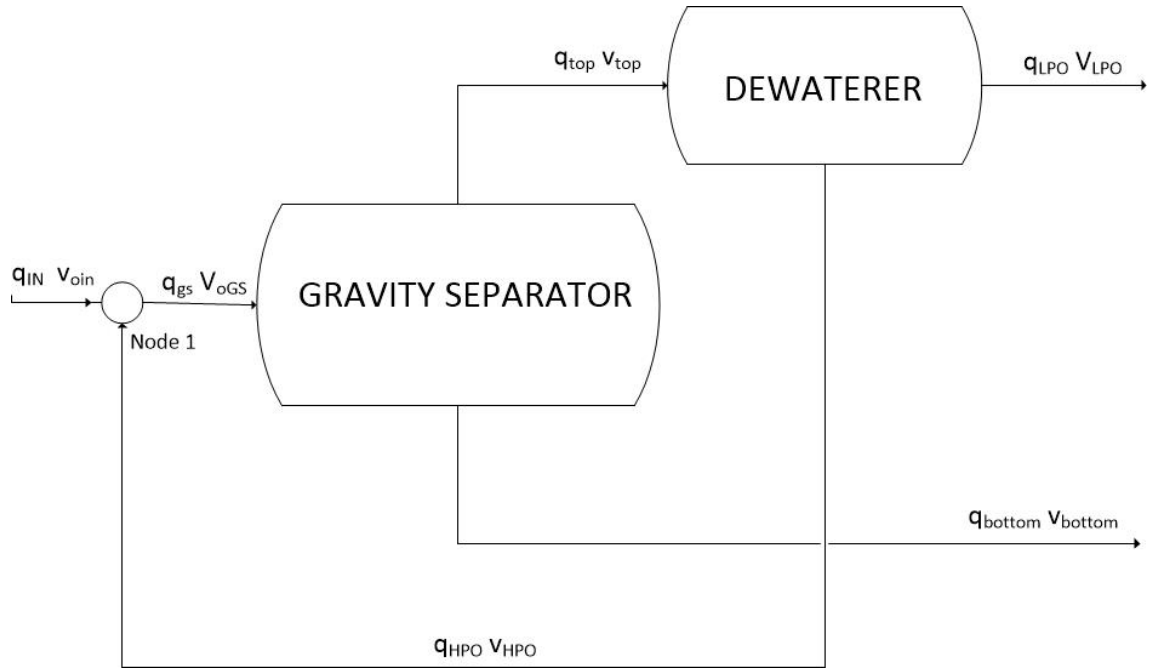 q_top v_top
q_LPO V_LPO
DEWATERER
q_IN v_oin
q_gs V_oGS
GRAVITY SEPARATOR
Node 1
q_bottom v_bottom
q_HPO v_HPO